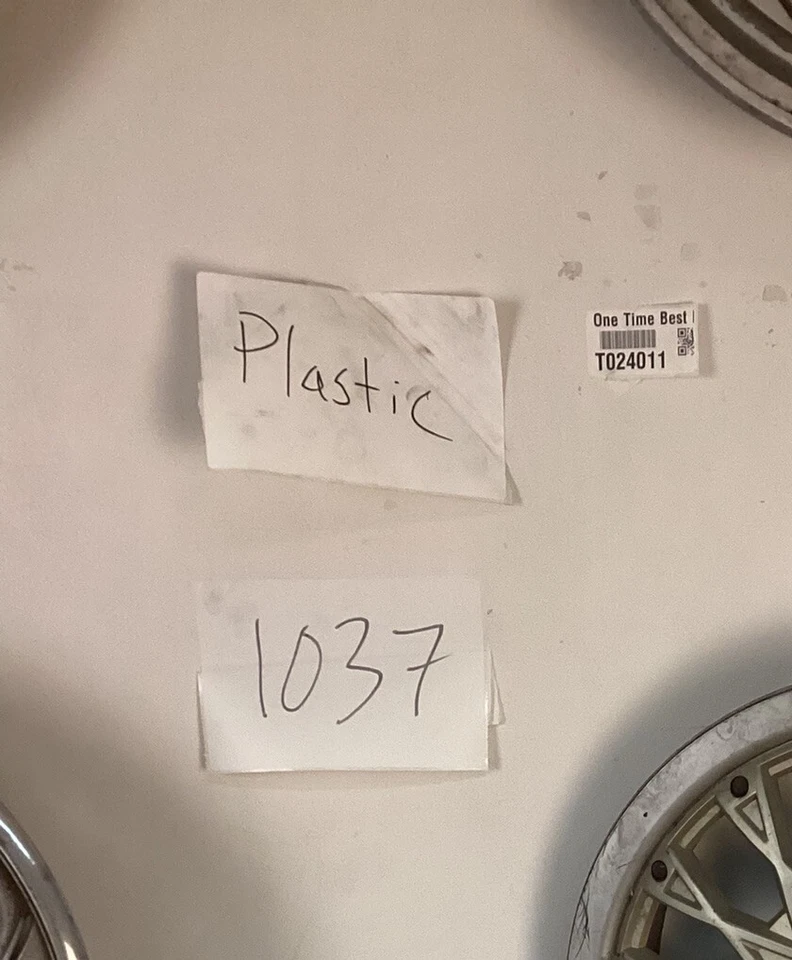 Plastic
One Time Best
T024011
1037